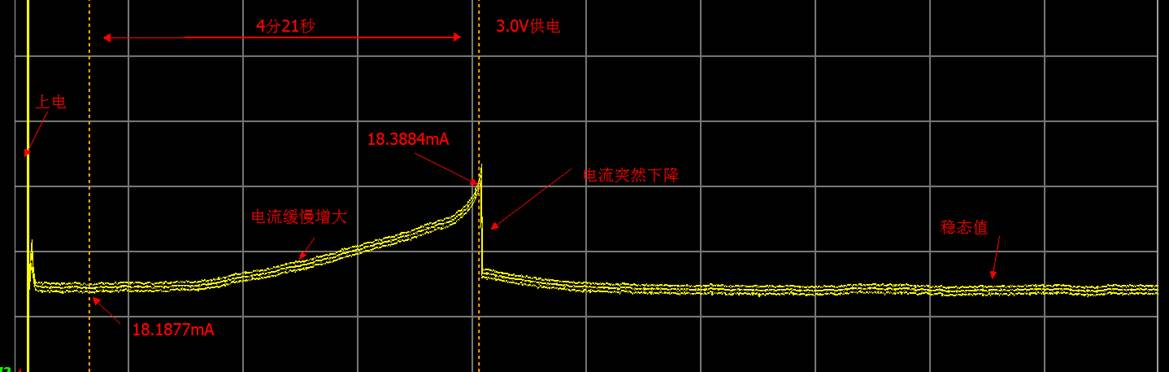 4分21秒
3.0V供电
上电
18.3884mA
电流突然下降
电流缓慢增大
稳态值
18.1877mA